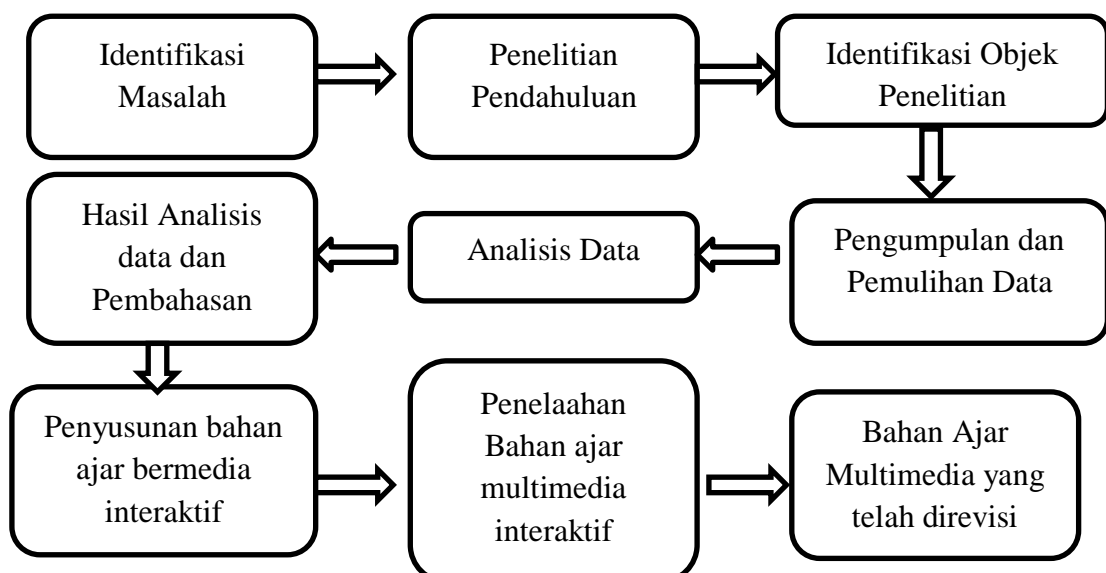 Identifikasi
Masalah
Penelitian
Pendahuluan
Identifikasi Objek
Penelitian
Pengumpulan dan
Pemulihan Data
Analisis Data
Hasil Analisis
data dan
Pembahasan
Penyusunan bahan
ajar bermedia
interaktif
Penelaahan
Bahan ajar
multimedia
interaktif
Bahan Ajar
Multimedia yang
telah direvisi